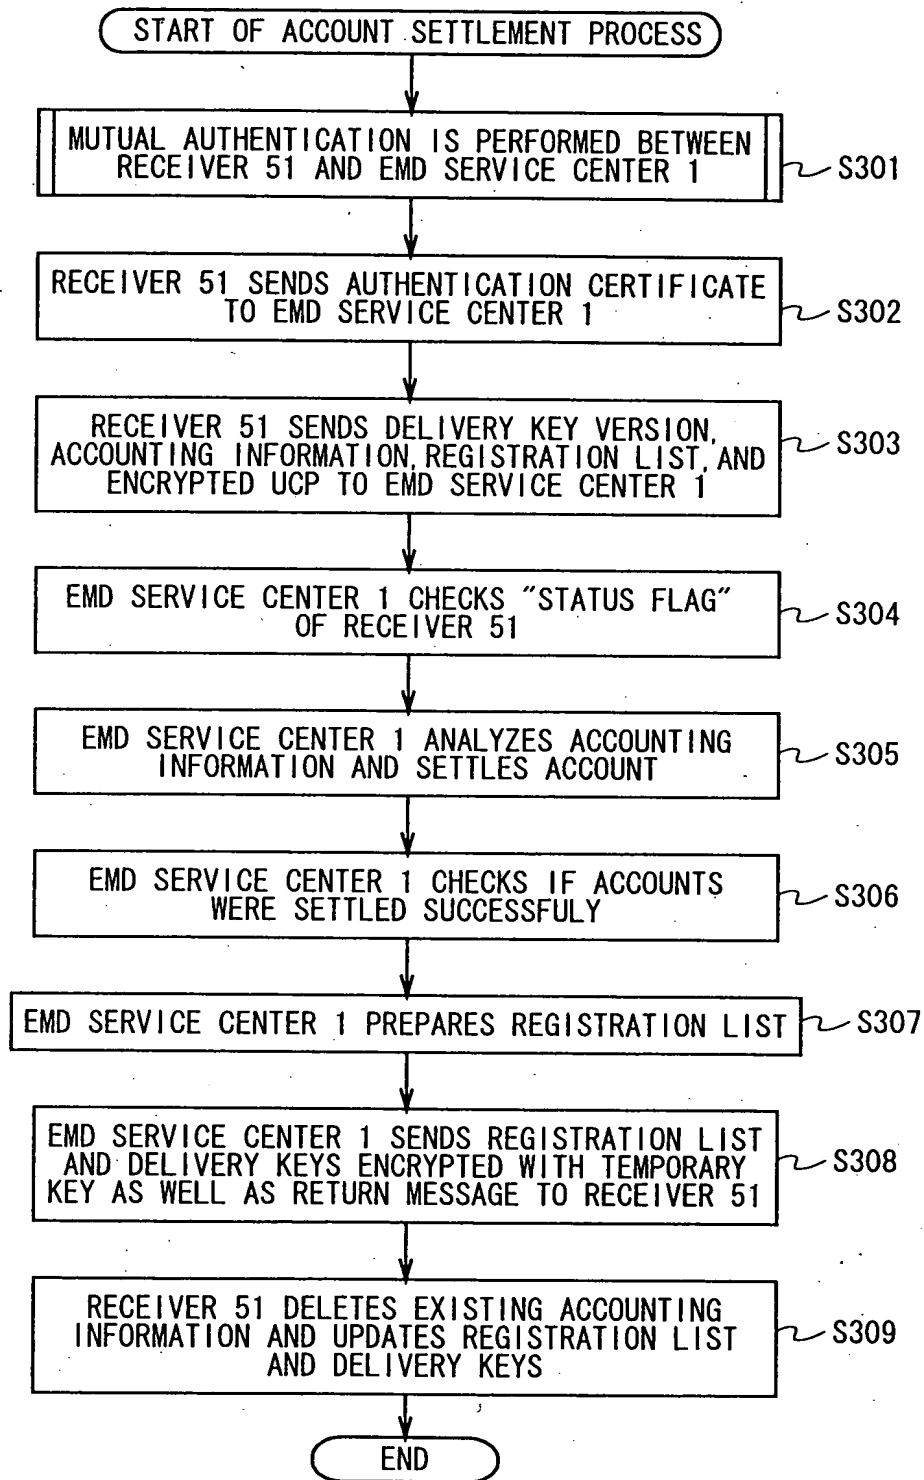 START OF ACCOUNT SETTLEMENT PROCESS
MUTUAL AUTHENTICATION IS PERFORMED BETWEEN
RECEIVER 51 AND EMD SERVICE CENTER 1
S301
RECEIVER 51 SENDS AUTHENTICATION CERTIFICATE
TO EMD SERVICE CENTER 1
S302
RECEIVER 51 SENDS DELIVERY KEY VERSION,
ACCOUNTING INFORMATION, REGISTRATION LIST, AND
ENCRYPTED UCP TO EMD SERVICE CENTER 1
S303
EMD SERVICE CENTER 1 CHECKS "STATUS FLAG"
OF RECEIVER 51
S304
EMD SERVICE CENTER 1 ANALYZES ACCOUNTING
INFORMATION AND SETTLES ACCOUNT
S305
EMD SERVICE CENTER 1 CHECKS IF ACCOUNTS
WERE SETTLED SUCCESSFULY
S306
EMD SERVICE CENTER 1 PREPARES REGISTRATION LIST
S307
EMD SERVICE CENTER 1 SENDS REGISTRATION LIST
AND DELIVERY KEYS ENCRYPTED WITH TEMPORARY
KEY AS WELL AS RETURN MESSAGE TO RECEIVER 51
S308
RECEIVER 51 DELETES EXISTING ACCOUNTING
INFORMATION AND UPDATES REGISTRATION LIST
AND DELIVERY KEYS
S309
END